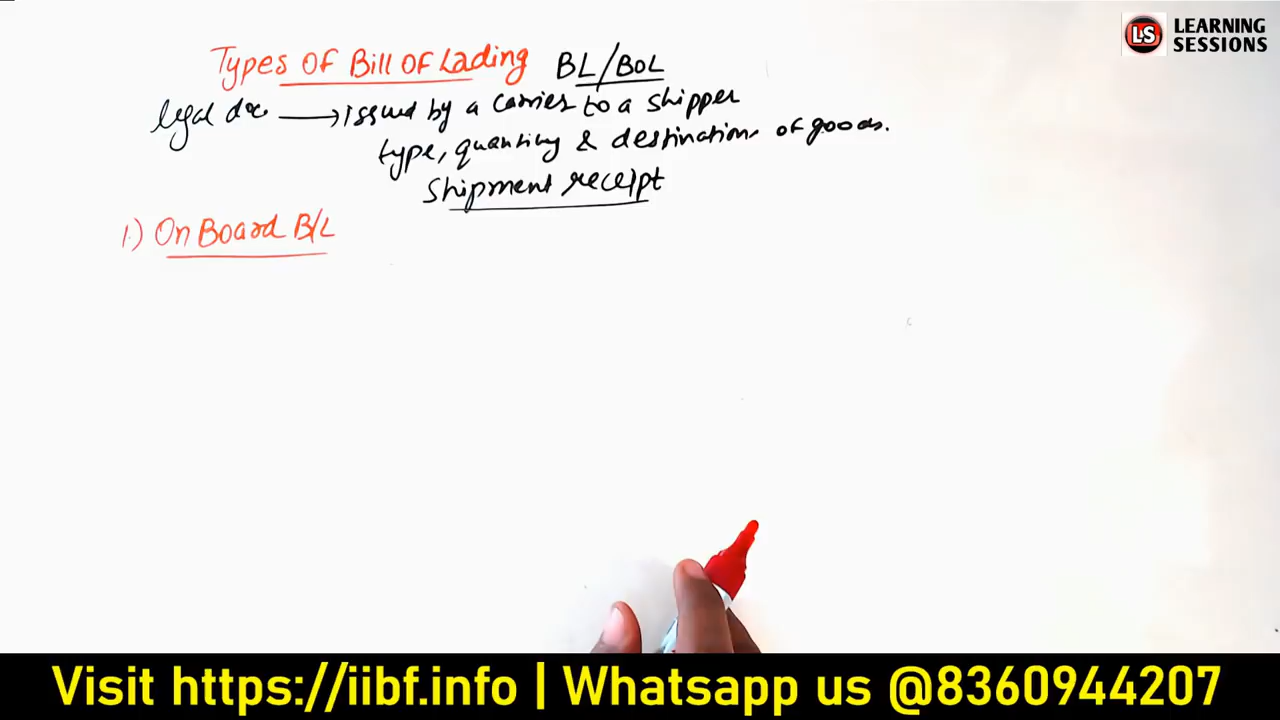 LS LEARNING
SESSIONS
Types Of Bill Of Lading BL/BOL
legal doc → issued by a carrier to a shipper
type, quantity & destination of goods.
Shipment receipt
1.) On Board B/L
Visit https://iibf.info | Whatsapp us @8360944207